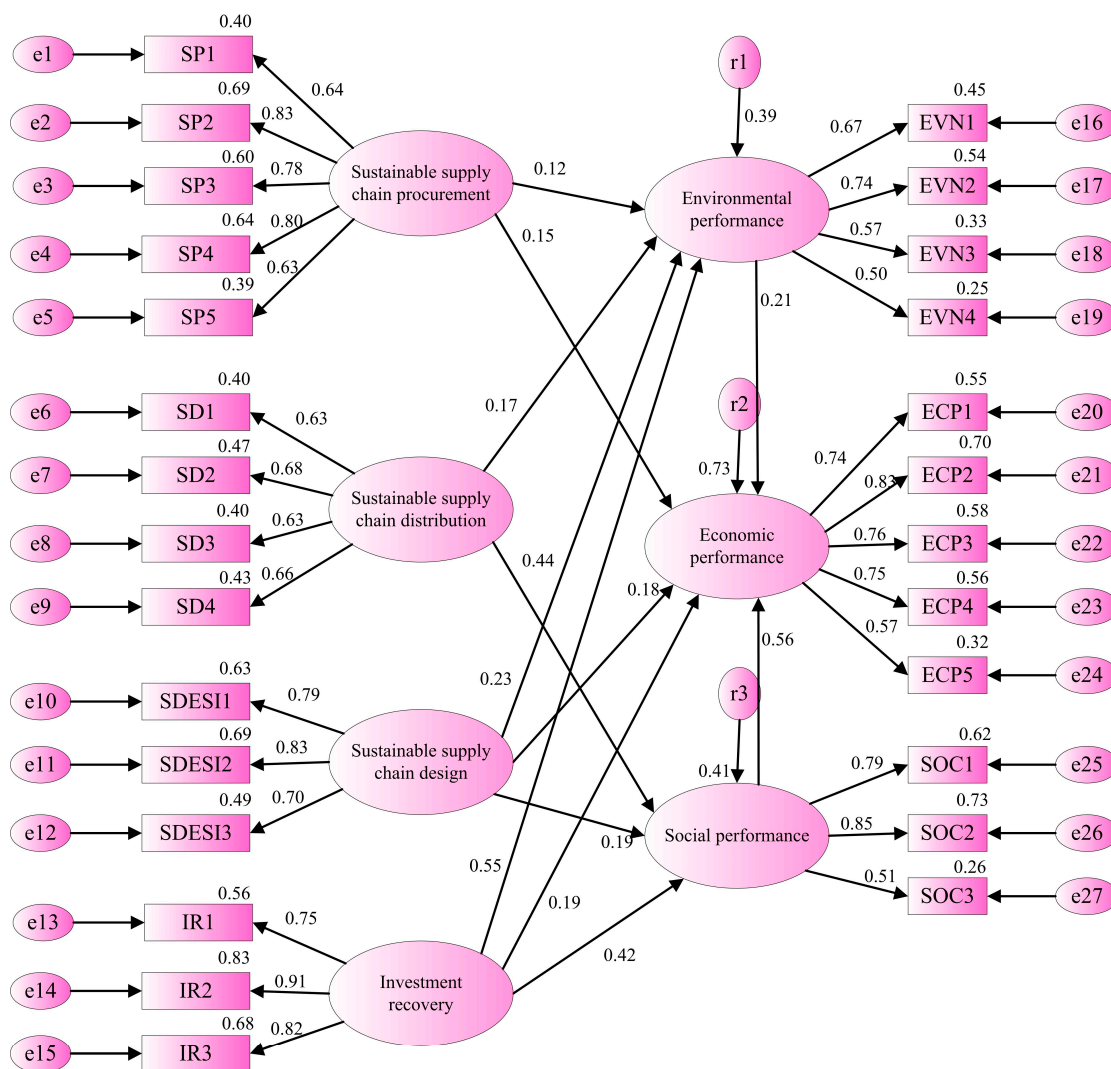 0.40
e1
SP1
0.64
0.69
e2
SP2
0.83
0.60
e3
SP3
0.78
0.64
e4
SP4
0.80
0.39
e5
SP5
0.63
Sustainable supply
chain procurement
0.40
e6
SD1
0.63
0.47
e7
SD2
0.68
0.40
e8
SD3
0.63
0.43
e9
SD4
0.66
Sustainable supply
chain distribution
0.63
e10
SDESI1
0.79
0.69
e11
SDESI2
0.83
0.49
e12
SDESI3
0.70
Sustainable supply
chain design
0.56
e13
IR1
0.75
0.83
e14
IR2
0.91
0.68
e15
IR3
0.82
Investment
recovery
0.12
0.15
0.17
0.44
0.18
0.23
0.19
0.55
0.19
0.42
r1
0.39
Environmental
performance
0.21
r2
0.73
Economic
performance
0.56
r3
0.41
Social performance
0.67
0.45
EVN1
e16
0.74
0.54
EVN2
e17
0.57
0.33
EVN3
e18
0.50
0.25
EVN4
e19
0.74
0.55
ECP1
e20
0.83
0.70
ECP2
e21
0.76
0.58
ECP3
e22
0.75
0.56
ECP4
e23
0.57
0.32
ECP5
e24
0.79
0.62
SOC1
e25
0.85
0.73
SOC2
e26
0.51
0.26
SOC3
e27